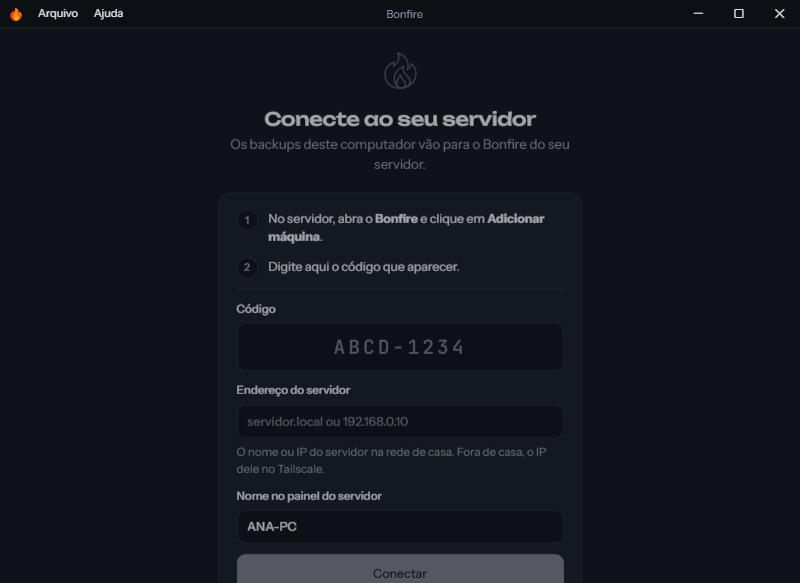 Arquivo Ajuda Bonfire
Conecte ao seu servidor
Os backups deste computador vão para o Bonfire do seu
servidor.
1 No servidor, abra o Bonfire e clique em Adicionar
máquina.
2 Digite aqui o código que aparecer.
Código
ABCD-1234
Endereço do servidor
servidor.local ou 192.168.0.10
O nome ou IP do servidor na rede de casa. Fora de casa, o IP
dele no Tailscale.
Nome no painel do servidor
ANA-PC
Conectar